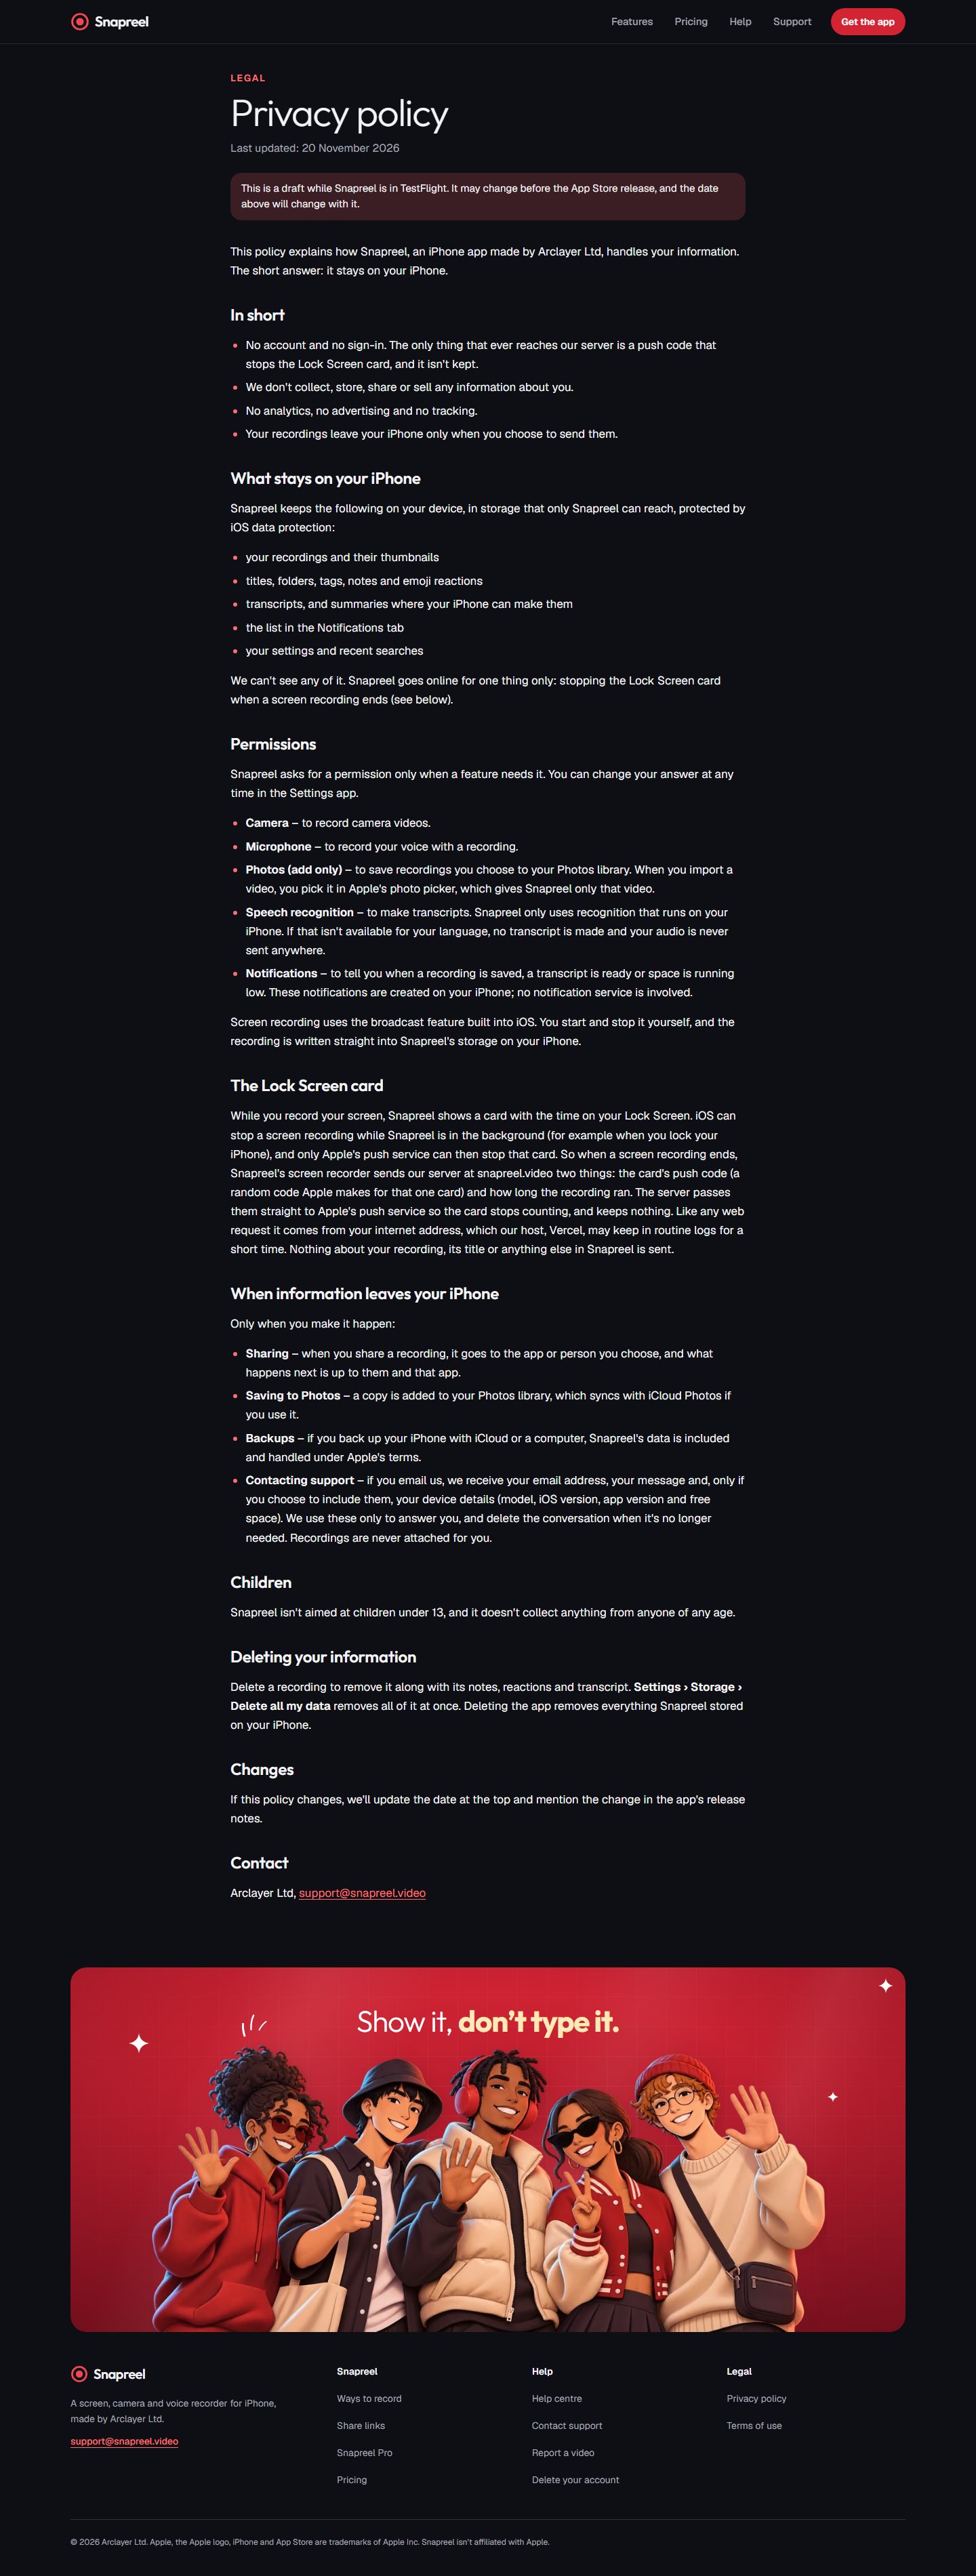 Snapreel
Features
Pricing
Help
Support
Get the app
LEGAL
Privacy policy
Last updated: 20 November 2026
This is a draft while Snapreel is in TestFlight. It may change before the App Store release, and the date
above will change with it.
This policy explains how Snapreel, an iPhone app made by Arclayer Ltd, handles your information.
The short answer: it stays on your iPhone.
In short
No account and no sign-in. The only thing that ever reaches our server is a push code that
stops the Lock Screen card, and it isn't kept.
We don't collect, store, share or sell any information about you.
No analytics, no advertising and no tracking.
Your recordings leave your iPhone only when you choose to send them.
What stays on your iPhone
Snapreel keeps the following on your device, in storage that only Snapreel can reach, protected by
iOS data protection:
your recordings and their thumbnails
titles, folders, tags, notes and emoji reactions
transcripts, and summaries where your iPhone can make them
the list in the Notifications tab
your settings and recent searches
We can't see any of it. Snapreel goes online for one thing only: stopping the Lock Screen card
when a screen recording ends (see below).
Permissions
Snapreel asks for a permission only when a feature needs it. You can change your answer at any
time in the Settings app.
Camera – to record camera videos.
Microphone – to record your voice with a recording.
Photos (add only) – to save recordings you choose to your Photos library. When you import a
video, you pick it in Apple's photo picker, which gives Snapreel only that video.
Speech recognition – to make transcripts. Snapreel only uses recognition that runs on your
iPhone. If that isn't available for your language, no transcript is made and your audio is never
sent anywhere.
Notifications – to tell you when a recording is saved, a transcript is ready or space is running
low. These notifications are created on your iPhone; no notification service is involved.
Screen recording uses the broadcast feature built into iOS. You start and stop it yourself, and the
recording is written straight into Snapreel's storage on your iPhone.
The Lock Screen card
While you record your screen, Snapreel shows a card with the time on your Lock Screen. iOS can
stop a screen recording while Snapreel is in the background (for example when you lock your
iPhone), and only Apple's push service can then stop that card. So when a screen recording ends,
Snapreel's screen recorder sends our server at snapreel.video two things: the card's push code (a
random code Apple makes for that one card) and how long the recording ran. The server passes
them straight to Apple's push service so the card stops counting, and keeps nothing. Like any web
request it comes from your internet address, which our host, Vercel, may keep in routine logs for a
short time. Nothing about your recording, its title or anything else in Snapreel is sent.
When information leaves your iPhone
Only when you make it happen:
Sharing – when you share a recording, it goes to the app or person you choose, and what
happens next is up to them and that app.
Saving to Photos – a copy is added to your Photos library, which syncs with iCloud Photos if
you use it.
Backups – if you back up your iPhone with iCloud or a computer, Snapreel's data is included
and handled under Apple's terms.
Contacting support – if you email us, we receive your email address, your message and, only if
you choose to include them, your device details (model, iOS version, app version and free
space). We use these only to answer you, and delete the conversation when it's no longer
needed. Recordings are never attached for you.
Children
Snapreel isn't aimed at children under 13, and it doesn't collect anything from anyone of any age.
Deleting your information
Delete a recording to remove it along with its notes, reactions and transcript. Settings › Storage ›
Delete all my data removes all of it at once. Deleting the app removes everything Snapreel stored
on your iPhone.
Changes
If this policy changes, we'll update the date at the top and mention the change in the app's release
notes.
Contact
Arclayer Ltd, support@snapreel.video
Show it, don't type it.
Snapreel
A screen, camera and voice recorder for iPhone,
made by Arclayer Ltd.
support@snapreel.video
Snapreel
Ways to record
Share links
Snapreel Pro
Pricing
Help
Help centre
Contact support
Report a video
Delete your account
Legal
Privacy policy
Terms of use
© 2026 Arclayer Ltd. Apple, the Apple logo, iPhone and App Store are trademarks of Apple Inc. Snapreel isn't affiliated with Apple.